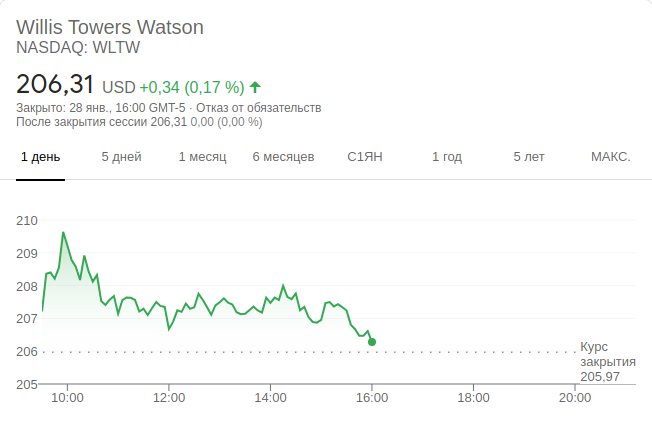 Willis Towers Watson
NASDAQ: WLTW
206,31 USD +0,34 (0,17 %)
Закрыто: 28 янв., 16:00 GMT-5 · Отказ от обязательств
После закрытия сессии 206,31 0,00 (0,00 %)
1 день 5 дней 1 месяц 6 месяцев С1ЯН 1 год 5 лет МАКС.
210
209
208
207
206
Курс
закрытия
205,97
205
10:00 12:00 14:00 16:00 18:00 20:00